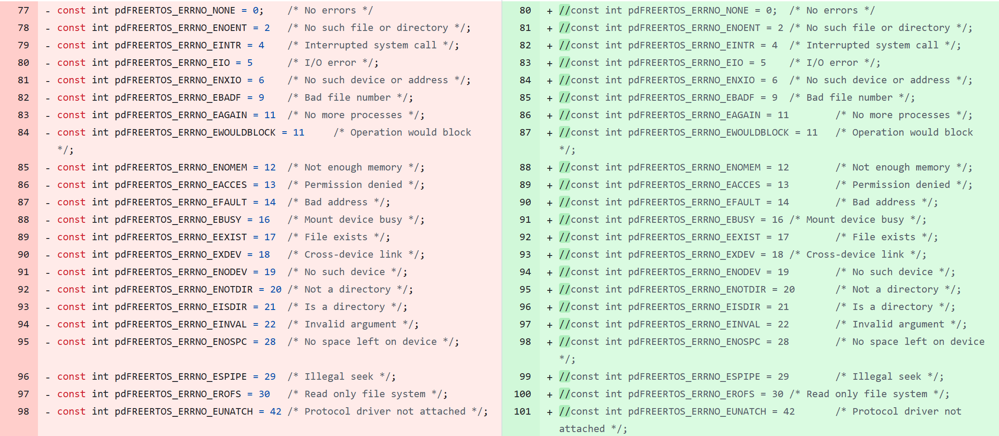 77 - const int pdFREERTOS_ERRNO_NONE = 0;    /* No errors */
78 - const int pdFREERTOS_ERRNO_ENOENT = 2   /* No such file or directory */;
79 - const int pdFREERTOS_ERRNO_EINTR = 4    /* Interrupted system call */;
80 - const int pdFREERTOS_ERRNO_EIO = 5      /* I/O error */;
81 - const int pdFREERTOS_ERRNO_ENXIO = 6    /* No such device or address */;
82 - const int pdFREERTOS_ERRNO_EBADF = 9    /* Bad file number */;
83 - const int pdFREERTOS_ERRNO_EAGAIN = 11  /* No more processes */;
84 - const int pdFREERTOS_ERRNO_EWOULDBLOCK = 11     /* Operation would block
*/;
85 - const int pdFREERTOS_ERRNO_ENOMEM = 12  /* Not enough memory */;
86 - const int pdFREERTOS_ERRNO_EACCES = 13  /* Permission denied */;
87 - const int pdFREERTOS_ERRNO_EFAULT = 14  /* Bad address */;
88 - const int pdFREERTOS_ERRNO_EBUSY = 16   /* Mount device busy */;
89 - const int pdFREERTOS_ERRNO_EEXIST = 17  /* File exists */;
90 - const int pdFREERTOS_ERRNO_EXDEV = 18   /* Cross-device link */;
91 - const int pdFREERTOS_ERRNO_ENODEV = 19  /* No such device */;
92 - const int pdFREERTOS_ERRNO_ENOTDIR = 20 /* Not a directory */;
93 - const int pdFREERTOS_ERRNO_EISDIR = 21  /* Is a directory */;
94 - const int pdFREERTOS_ERRNO_EINVAL = 22  /* Invalid argument */;
95 - const int pdFREERTOS_ERRNO_ENOSPC = 28  /* No space left on device */;
96 - const int pdFREERTOS_ERRNO_ESPIPE = 29  /* Illegal seek */;
97 - const int pdFREERTOS_ERRNO_EROFS = 30   /* Read only file system */;
98 - const int pdFREERTOS_ERRNO_EUNATCH = 42 /* Protocol driver not attached */;
80 + //const int pdFREERTOS_ERRNO_NONE = 0;  /* No errors */
81 + //const int pdFREERTOS_ERRNO_ENOENT = 2 /* No such file or directory */;
82 + //const int pdFREERTOS_ERRNO_EINTR = 4  /* Interrupted system call */;
83 + //const int pdFREERTOS_ERRNO_EIO = 5    /* I/O error */;
84 + //const int pdFREERTOS_ERRNO_ENXIO = 6  /* No such device or address */;
85 + //const int pdFREERTOS_ERRNO_EBADF = 9  /* Bad file number */;
86 + //const int pdFREERTOS_ERRNO_EAGAIN = 11        /* No more processes */;
87 + //const int pdFREERTOS_ERRNO_EWOULDBLOCK = 11   /* Operation would block
*/;
88 + //const int pdFREERTOS_ERRNO_ENOMEM = 12        /* Not enough memory */;
89 + //const int pdFREERTOS_ERRNO_EACCES = 13        /* Permission denied */;
90 + //const int pdFREERTOS_ERRNO_EFAULT = 14        /* Bad address */;
91 + //const int pdFREERTOS_ERRNO_EBUSY = 16 /* Mount device busy */;
92 + //const int pdFREERTOS_ERRNO_EEXIST = 17        /* File exists */;
93 + //const int pdFREERTOS_ERRNO_EXDEV = 18 /* Cross-device link */;
94 + //const int pdFREERTOS_ERRNO_ENODEV = 19        /* No such device */;
95 + //const int pdFREERTOS_ERRNO_ENOTDIR = 20       /* Not a directory */;
96 + //const int pdFREERTOS_ERRNO_EISDIR = 21        /* Is a directory */;
97 + //const int pdFREERTOS_ERRNO_EINVAL = 22        /* Invalid argument */;
98 + //const int pdFREERTOS_ERRNO_ENOSPC = 28        /* No space left on device
*/;
99 + //const int pdFREERTOS_ERRNO_ESPIPE = 29        /* Illegal seek */;
100 + //const int pdFREERTOS_ERRNO_EROFS = 30 /* Read only file system */;
101 + //const int pdFREERTOS_ERRNO_EUNATCH = 42       /* Protocol driver not
attached */;